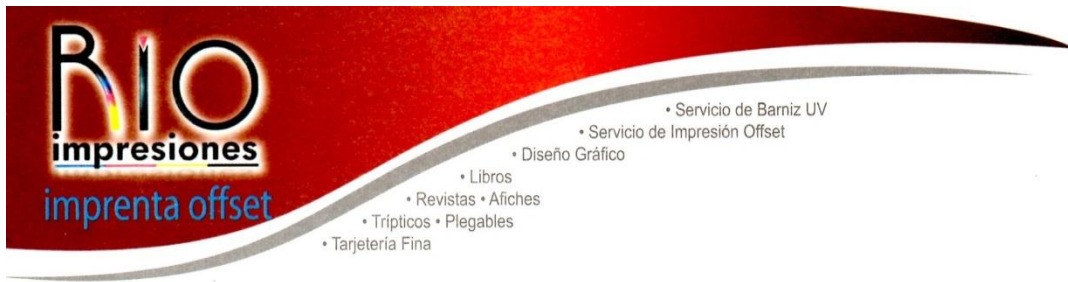 RIO
impresiones
imprenta offset
• Servicio de Barniz UV
• Servicio de Impresión Offset
• Diseño Gráfico
• Libros
• Revistas • Afiches
• Trípticos • Plegables
• Tarjetería Fina